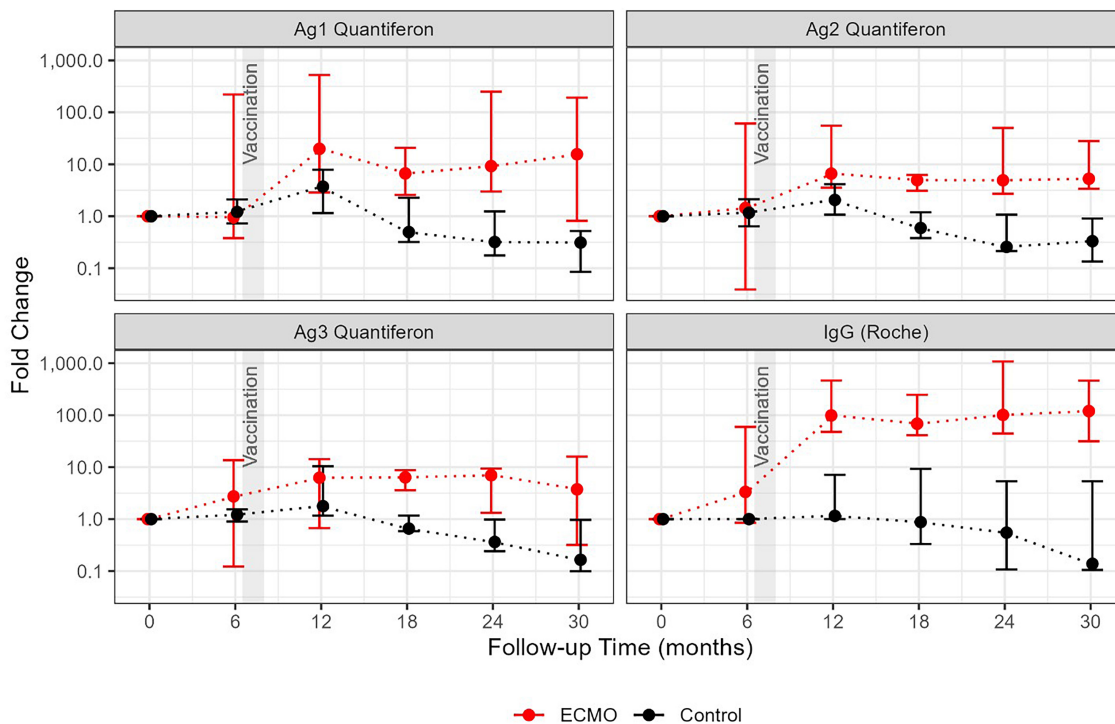 Ag1 Quantiferon
Ag2 Quantiferon
1,000.0
100.0
10.0
1.0
0.1
Vaccination
Vaccination
Fold Change
Ag3 Quantiferon
IgG (Roche)
1,000.0
100.0
10.0
1.0
0.1
Vaccination
Vaccination
0 6 12 18 24 30
0 6 12 18 24 30
Follow-up Time (months)
ECMO Control